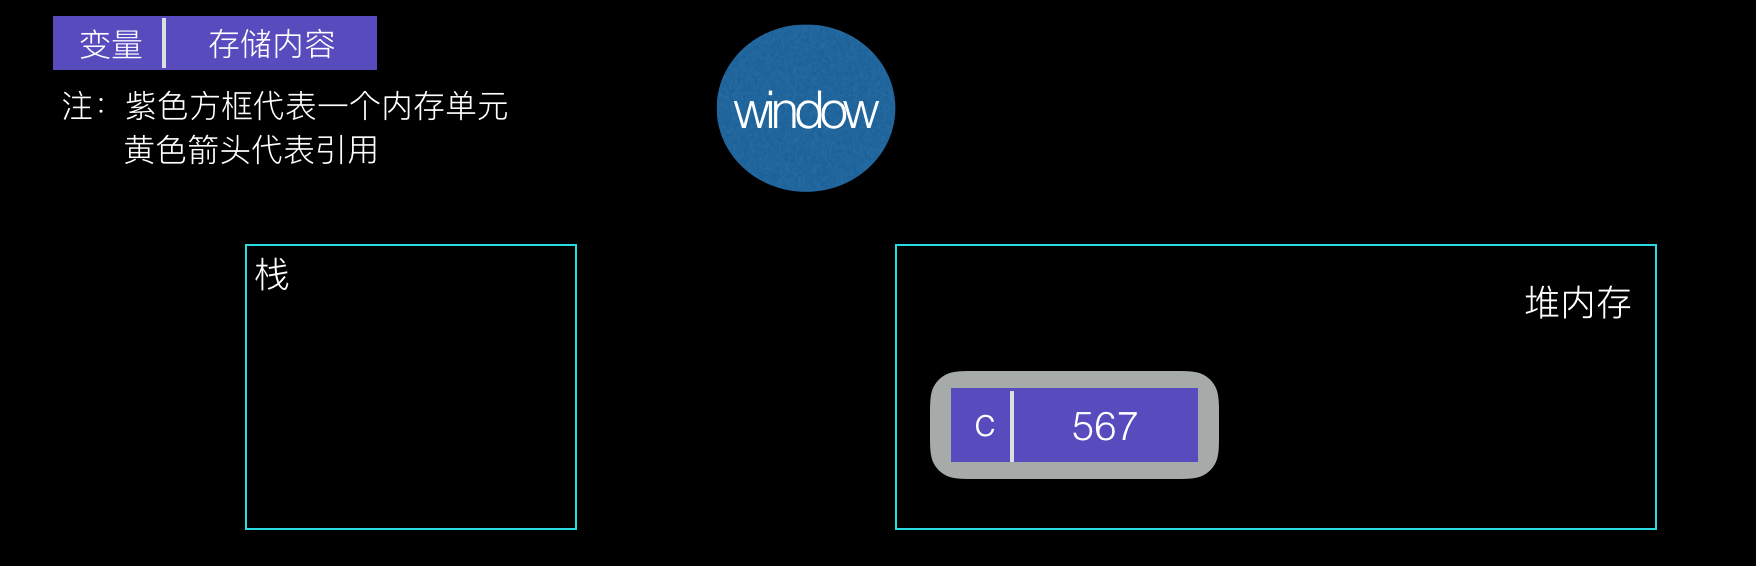 变量 存储内容
注：紫色方框代表一个内存单元
黄色箭头代表引用
window
栈
堆内存
c 567